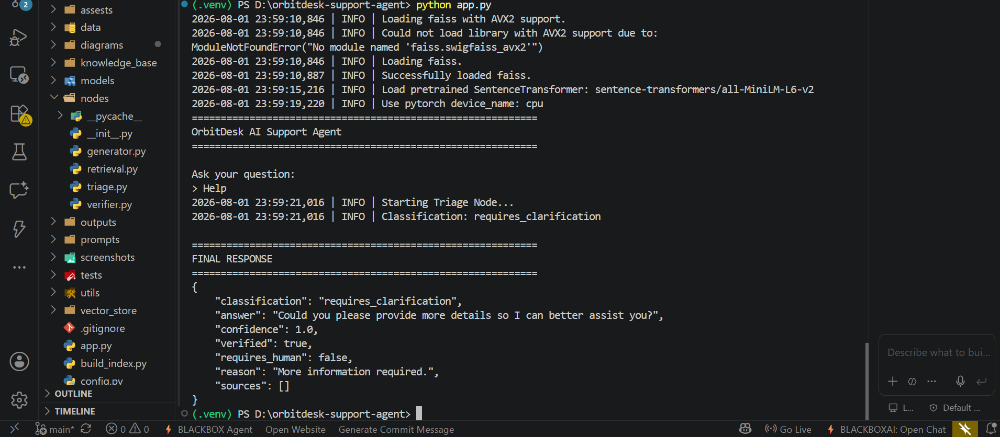 2
assests
data
diagrams
knowledge_base
models
nodes
__pycache__
__init__.py
generator.py
retrieval.py
triage.py
verifier.py
outputs
prompts
screenshots
tests
utils
vector_store
.gitignore
app.py
build_index.py
config.py
OUTLINE
TIMELINE
(.venv) PS D:\orbitdesk-support-agent> python app.py
2026-08-01 23:59:10,846 | INFO | Loading faiss with AVX2 support.
2026-08-01 23:59:10,846 | INFO | Could not load library with AVX2 support due to:
ModuleNotFoundError("No module named 'faiss.swigfaiss_avx2'")
2026-08-01 23:59:10,846 | INFO | Loading faiss.
2026-08-01 23:59:10,887 | INFO | Successfully loaded faiss.
2026-08-01 23:59:15,216 | INFO | Load pretrained SentenceTransformer: sentence-transformers/all-MiniLM-L6-v2
2026-08-01 23:59:19,220 | INFO | Use pytorch device_name: cpu
============================================================
OrbitDesk AI Support Agent
============================================================
Ask your question:
> Help
2026-08-01 23:59:21,016 | INFO | Starting Triage Node...
2026-08-01 23:59:21,016 | INFO | Classification: requires_clarification
============================================================
FINAL RESPONSE
============================================================
{
    "classification": "requires_clarification",
    "answer": "Could you please provide more details so I can better assist you?",
    "confidence": 1.0,
    "verified": true,
    "requires_human": false,
    "reason": "More information required.",
    "sources": []
}
(.venv) PS D:\orbitdesk-support-agent>
Describe what to bui...
L... Default ...
main* 0 0 BLACKBOX Agent Open Website Generate Commit Message Go Live BLACKBOXAI: Open Chat